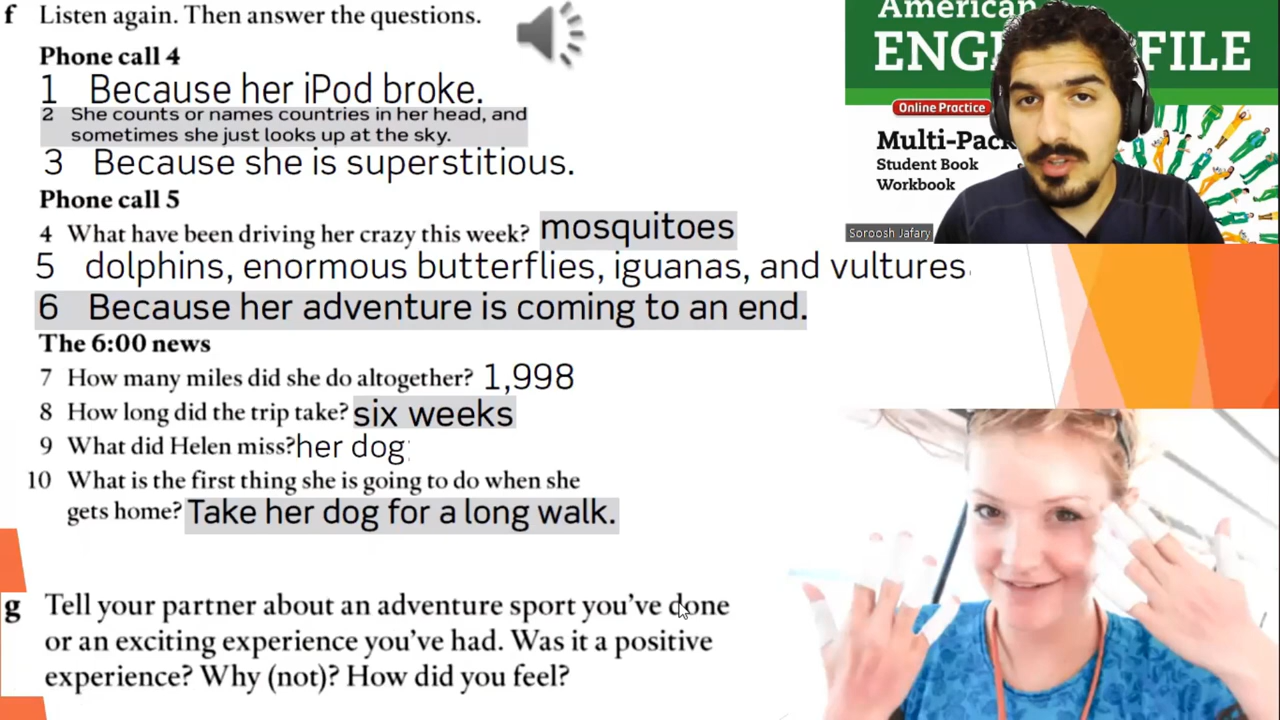 f Listen again. Then answer the questions.
Phone call 4
1 Because her iPod broke.
2 She counts or names countries in her head, and
sometimes she just looks up at the sky.
3 Because she is superstitious.
Phone call 5
4 What have been driving her crazy this week? mosquitoes
5 dolphins, enormous butterflies, iguanas, and vultures
6 Because her adventure is coming to an end.
The 6:00 news
7 How many miles did she do altogether? 1,998
8 How long did the trip take? six weeks
9 What did Helen miss? her dog
10 What is the first thing she is going to do when she
gets home? Take her dog for a long walk.
g Tell your partner about an adventure sport you've done
or an exciting experience you've had. Was it a positive
experience? Why (not)? How did you feel?
American
ENG FILE
Online Practice
Multi-Pack
Student Book
Workbook
Soroosh Jafary